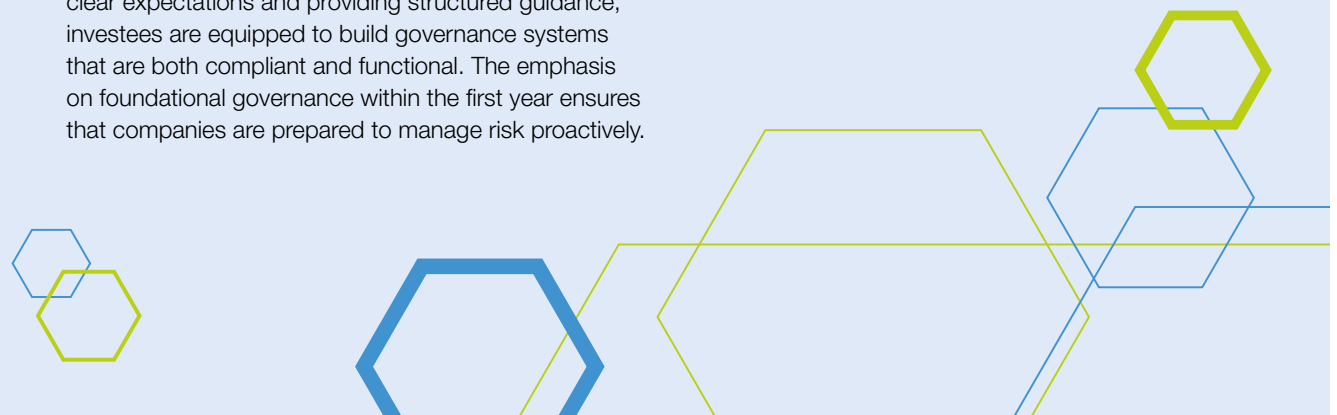 clear expectations and providing structured guidance,
investees are equipped to build governance systems
that are both compliant and functional. The emphasis
on foundational governance within the first year ensures
that companies are prepared to manage risk proactively.